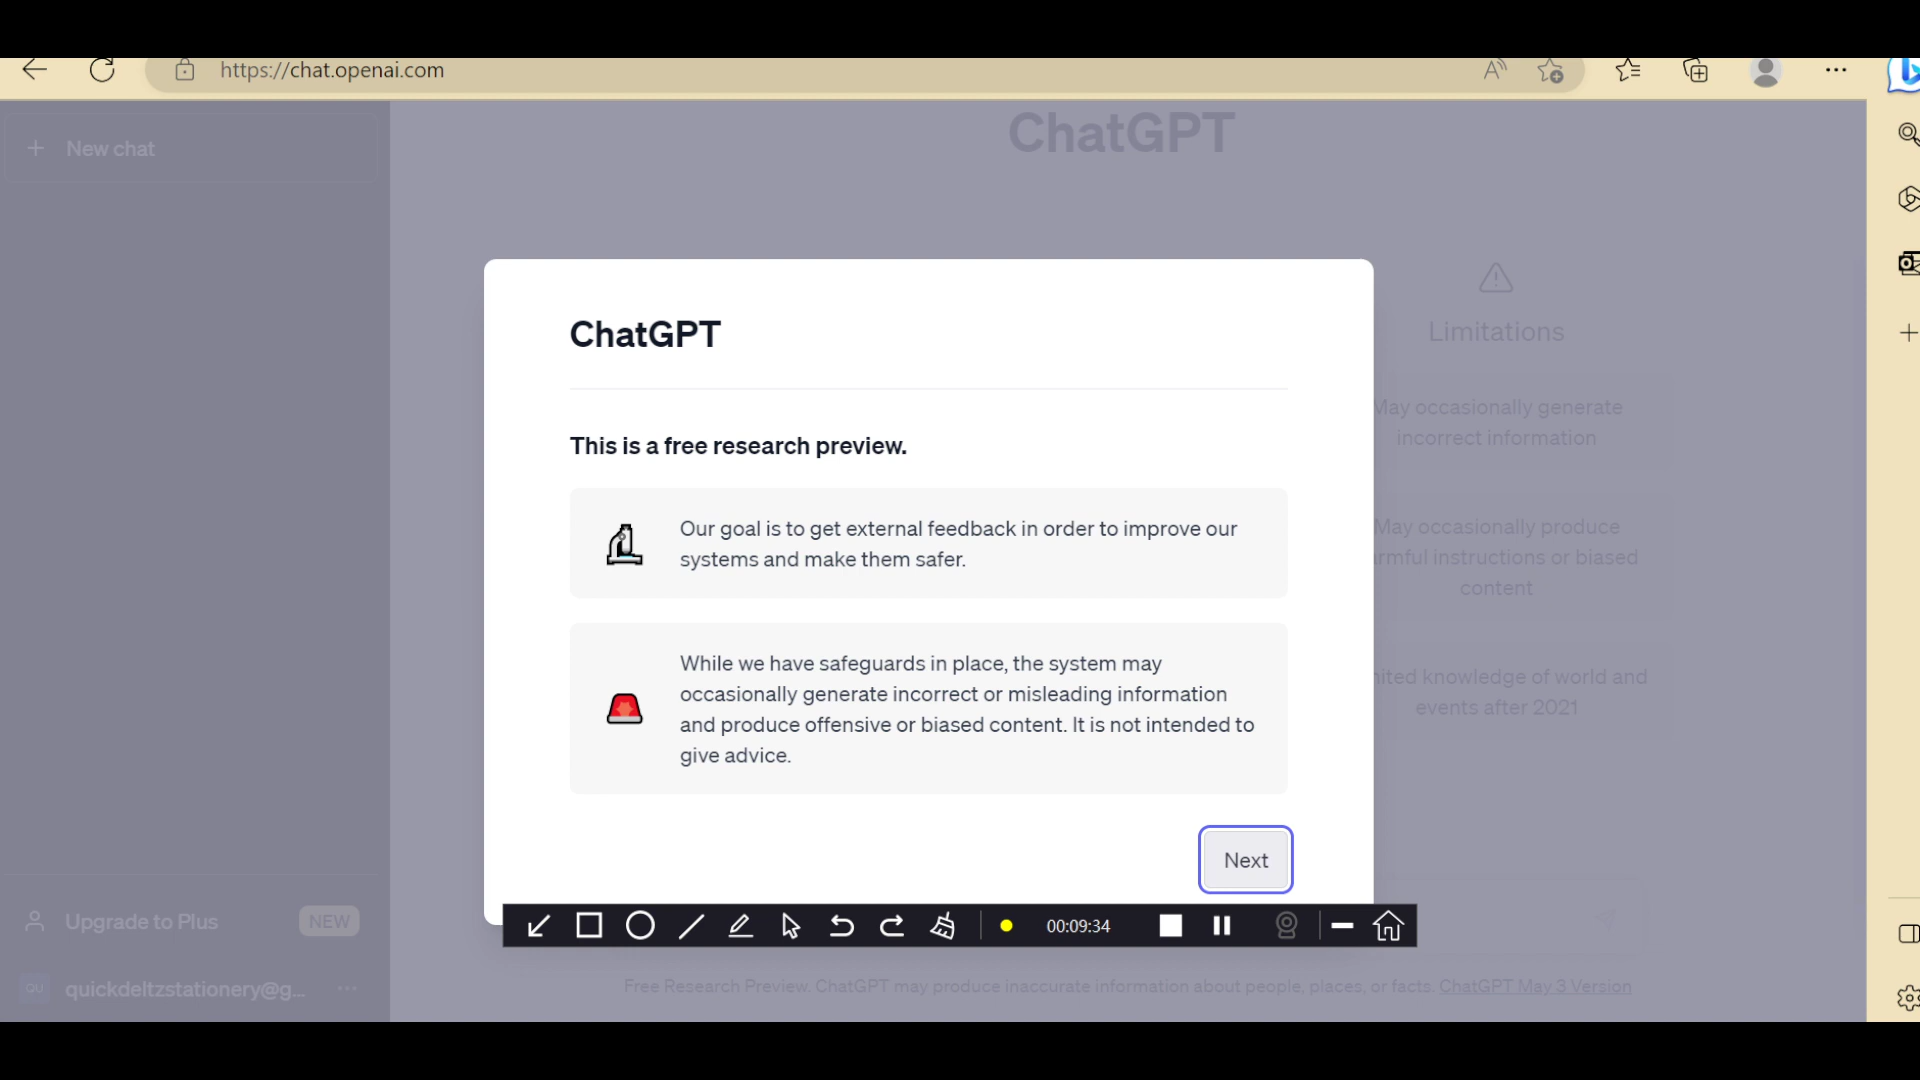 https://chat.openai.com
New chat
ChatGPT
ChatGPT
This is a free research preview.
Our goal is to get external feedback in order to improve our
systems and make them safer.
While we have safeguards in place, the system may
occasionally generate incorrect or misleading information
and produce offensive or biased content. It is not intended to
give advice.
Next
Limitations
May occasionally generate
incorrect information
May occasionally produce
instructions or biased
content
knowledge of world and
events after 2021
Upgrade to Plus
NEW
00:09:34
QU
quickdeltzstationery@g...
Free Research Preview. ChatGPT may produce inaccurate information about people, places, or facts. ChatGPT May 3 Version